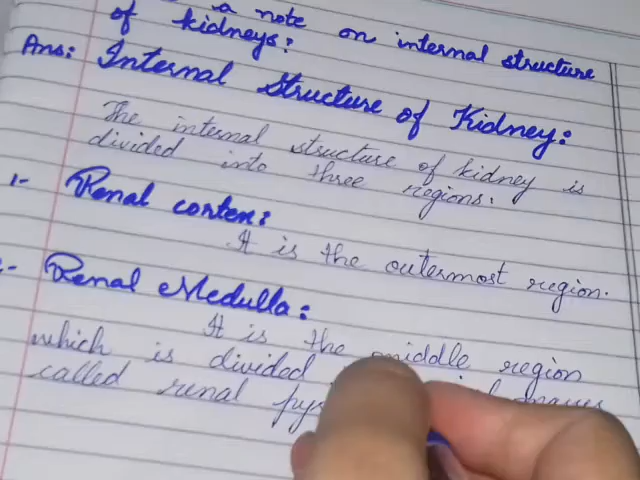 a note on internal structure
of kidneys:
Ans: Internal Structure of Kidney:
The internal structure of kidney is
divided into three regions:
1- Renal cortex:
It is the outermost region.
Renal Medulla:
It is the middle region
which is divided
called renal